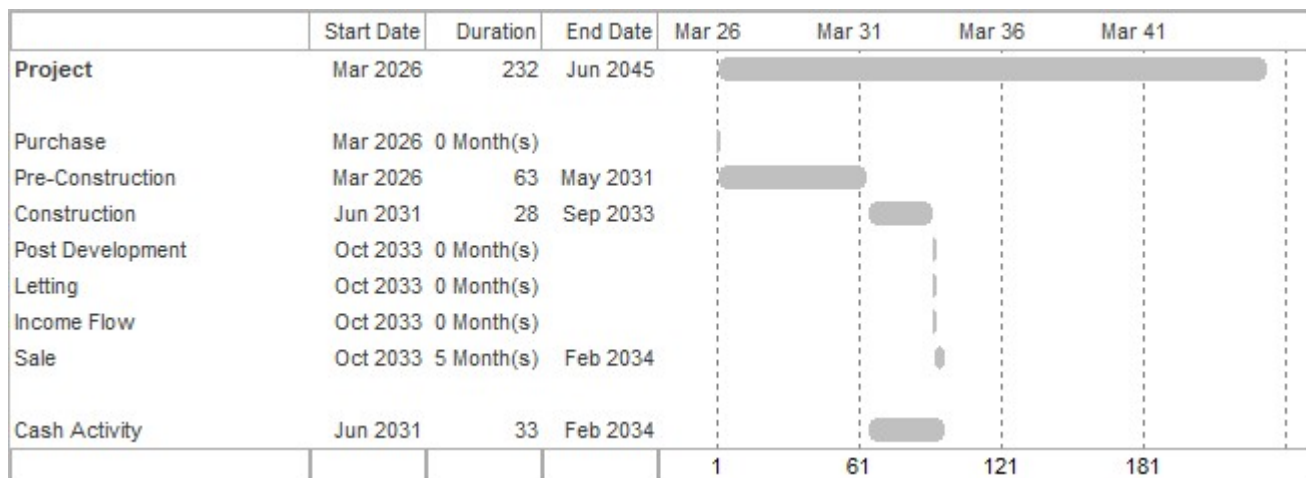 Start Date Duration End Date Mar 26 Mar 31 Mar 36 Mar 41
Project Mar 2026 232 Jun 2045
Purchase Mar 2026 0 Month(s)
Pre-Construction Mar 2026 63 May 2031
Construction Jun 2031 28 Sep 2033
Post Development Oct 2033 0 Month(s)
Letting Oct 2033 0 Month(s)
Income Flow Oct 2033 0 Month(s)
Sale Oct 2033 5 Month(s) Feb 2034
Cash Activity Jun 2031 33 Feb 2034
1 61 121 181